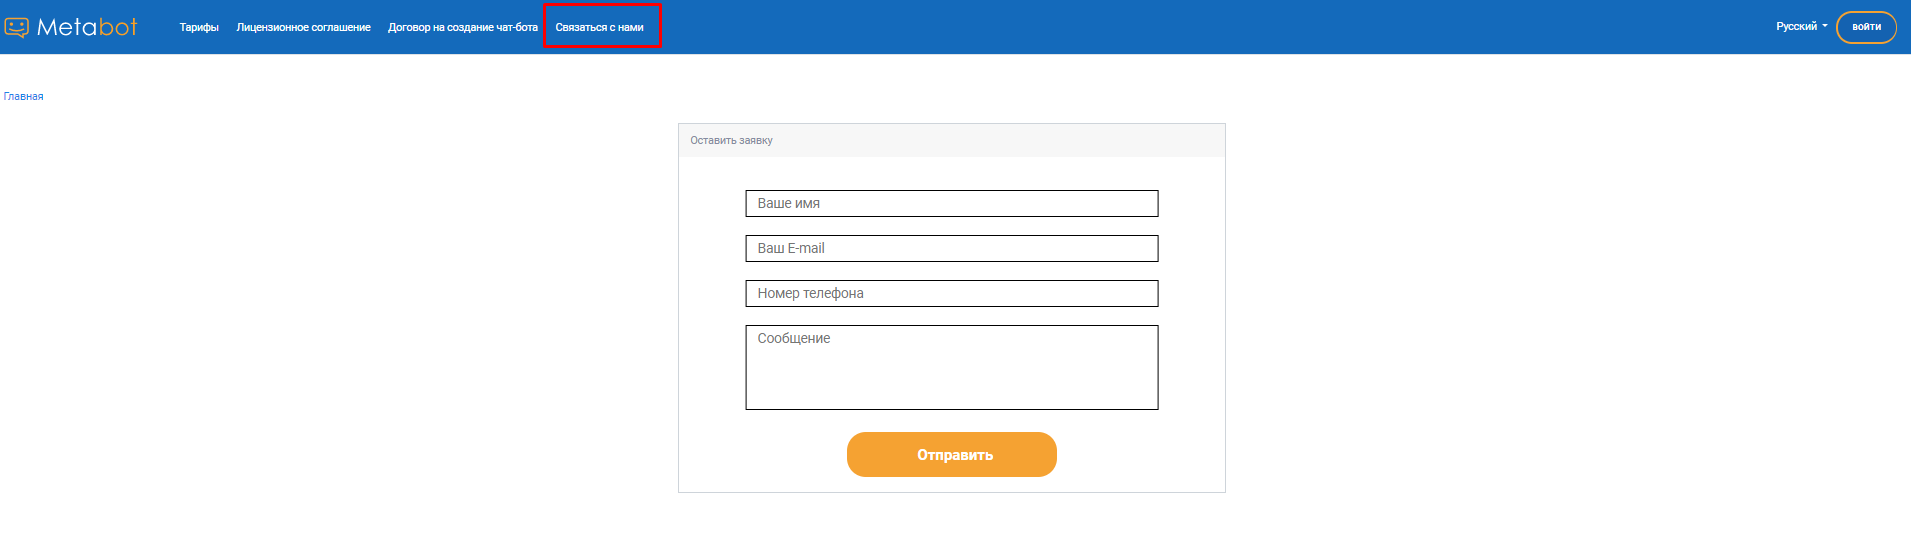 Metabot Тарифы Лицензионное соглашение Договор на создание чат-бота Связаться с нами Русский войти
Главная
Оставить заявку
Ваше имя
Ваш E-mail
Номер телефона
Сообщение
Отправить